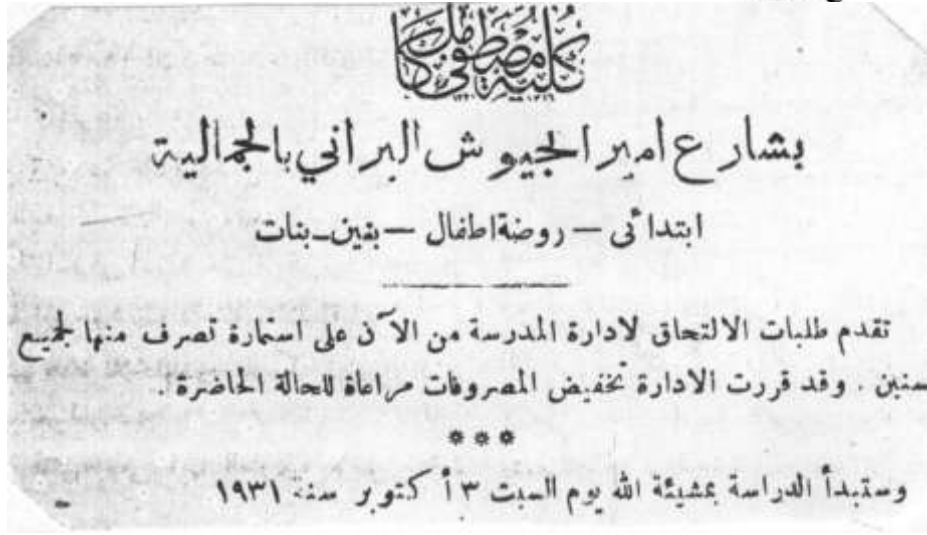 كلية مصطفى كامل
بشارع امير الجيوش البراني بالجمالية
ابتدائى — روضة اطفال — بنين - بنات
تقدم طلبات الالتحاق لادارة المدرسة من الآن على استمارة تصرف منها لجميع
سنين . وقد قررت الادارة تخفيض المصروفات مراعاة للحالة الحاضرة .
* * *
وستبدأ الدراسة بمشيئة الله يوم السبت ٣ أكتوبر سنة ١٩٣١